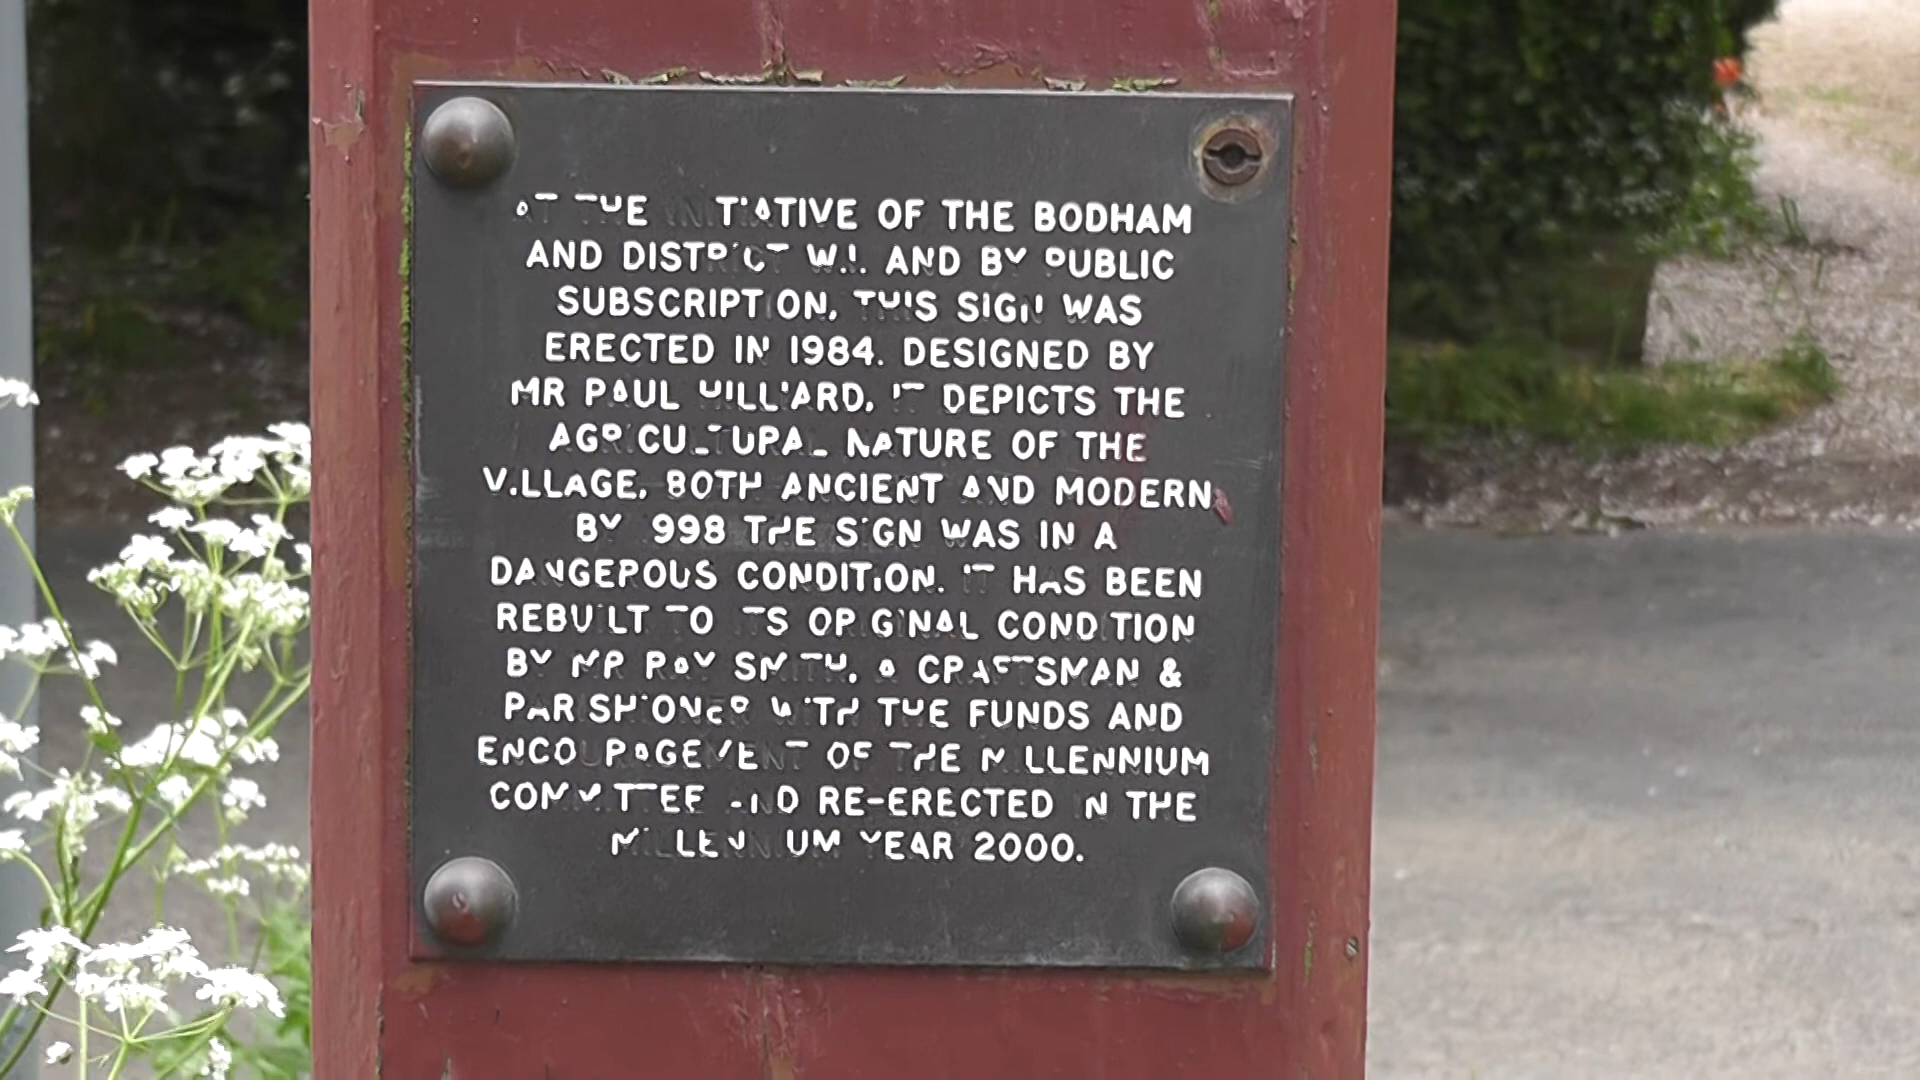 AT THE INITIATIVE OF THE BODHAM
AND DISTRICT W.I. AND BY PUBLIC
SUBSCRIPTION, THIS SIGN WAS
ERECTED IN 1984. DESIGNED BY
MR PAUL HILLIARD, IT DEPICTS THE
AGRICULTURAL NATURE OF THE
VILLAGE, BOTH ANCIENT AND MODERN
BY 1998 THE SIGN WAS IN A
DANGEROUS CONDITION. IT HAS BEEN
REBUILT TO ITS ORIGINAL CONDITION
BY MR RAY SMITH, A CRAFTSMAN &
PARISHIONER WITH THE FUNDS AND
ENCOURAGEMENT OF THE MILLENNIUM
COMMITTEE AND RE-ERECTED IN THE
MILLENNIUM YEAR 2000.